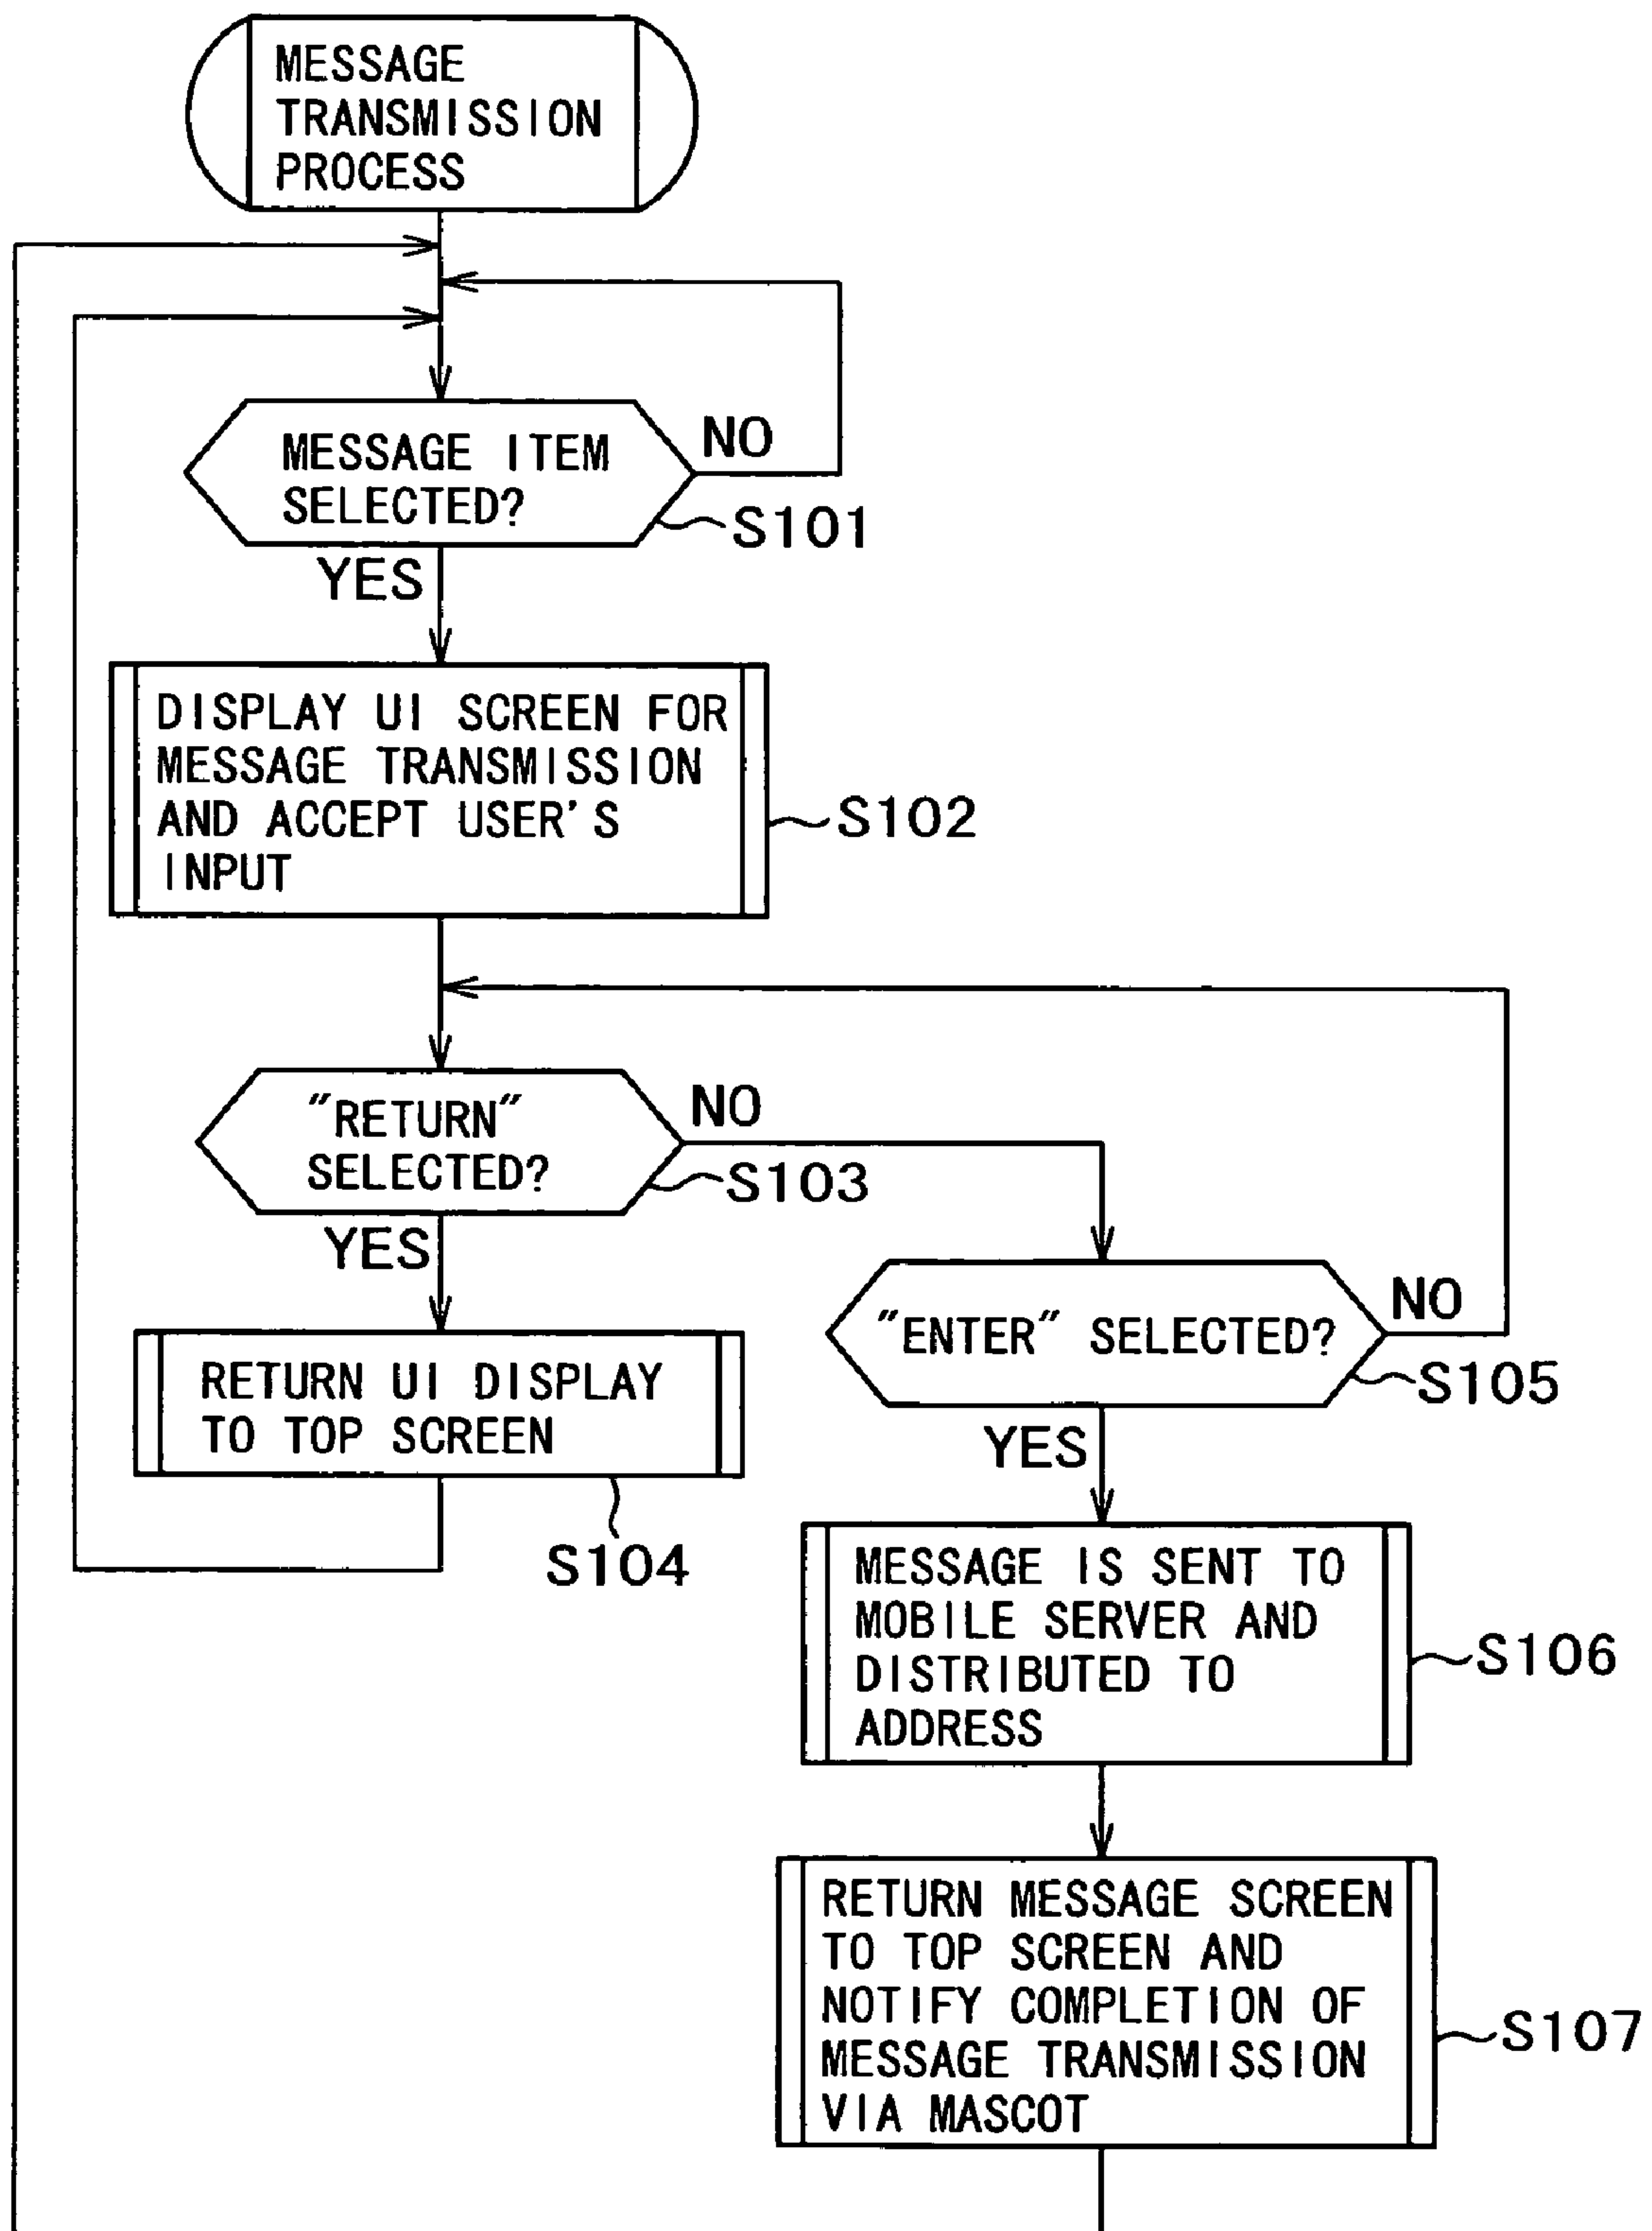 MESSAGE
TRANSMISSION
PROCESS
MESSAGE ITEM
SELECTED?
NO
S101
YES
DISPLAY UI SCREEN FOR
MESSAGE TRANSMISSION
AND ACCEPT USER'S
INPUT
S102
"RETURN"
SELECTED?
NO
S103
YES
RETURN UI DISPLAY
TO TOP SCREEN
S104
"ENTER" SELECTED?
NO
S105
YES
MESSAGE IS SENT TO
MOBILE SERVER AND
DISTRIBUTED TO
ADDRESS
S106
RETURN MESSAGE SCREEN
TO TOP SCREEN AND
NOTIFY COMPLETION OF
MESSAGE TRANSMISSION
VIA MASCOT
S107